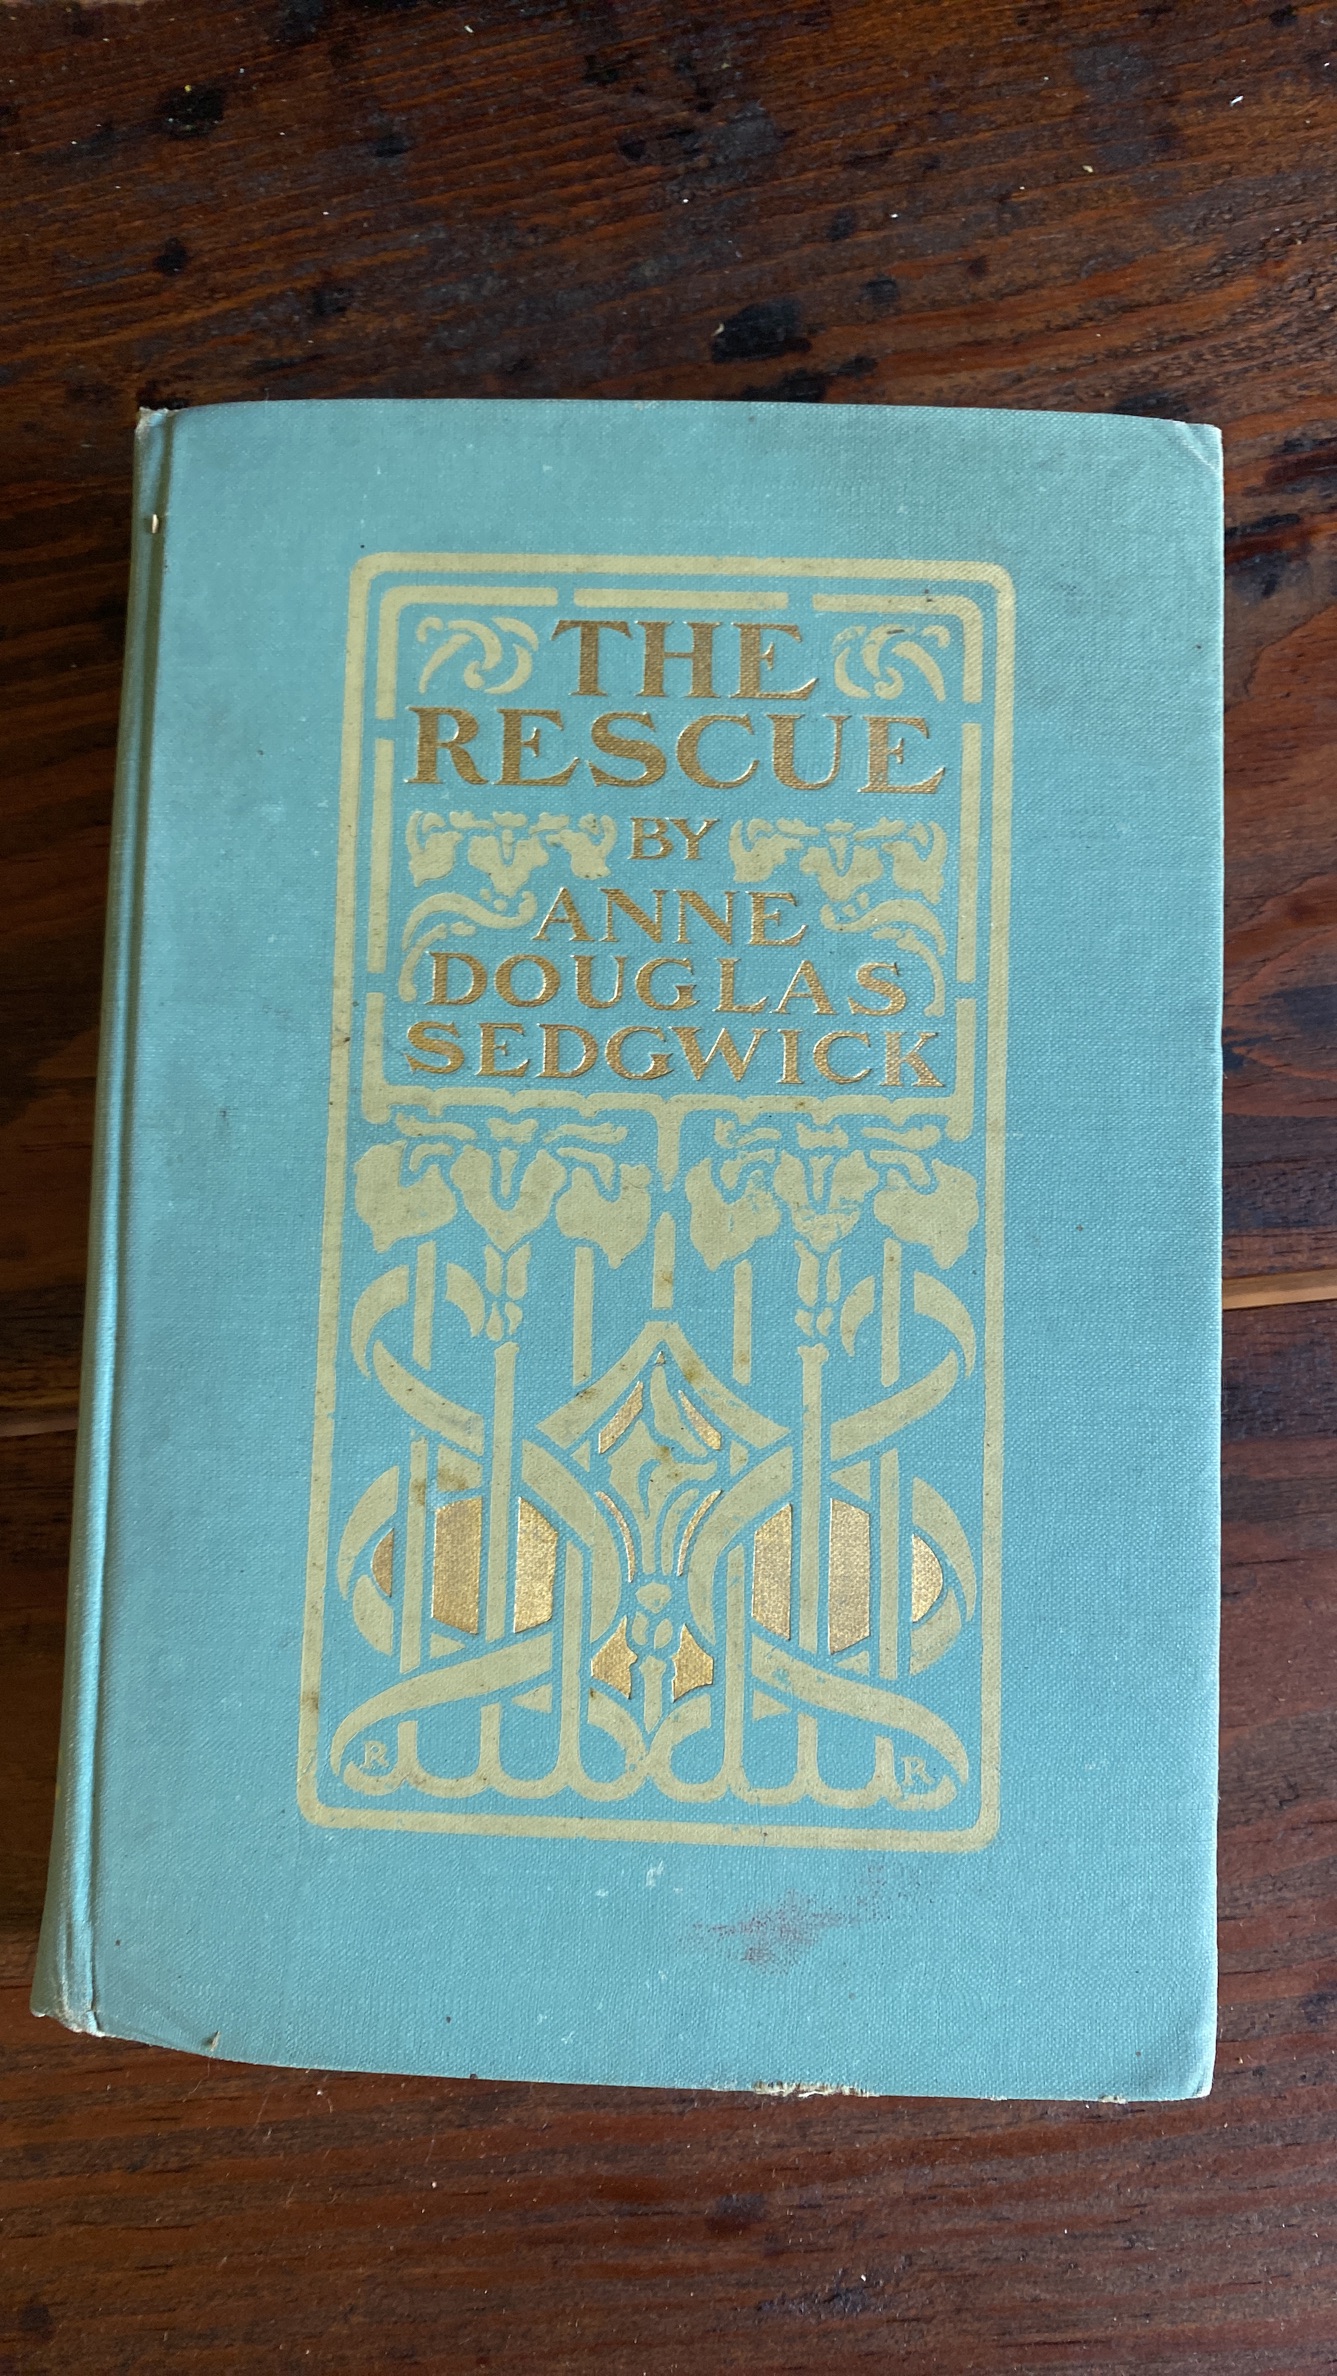 THE
RESCUE
BY
ANNE
DOUGLAS
SEDGWICK
R R